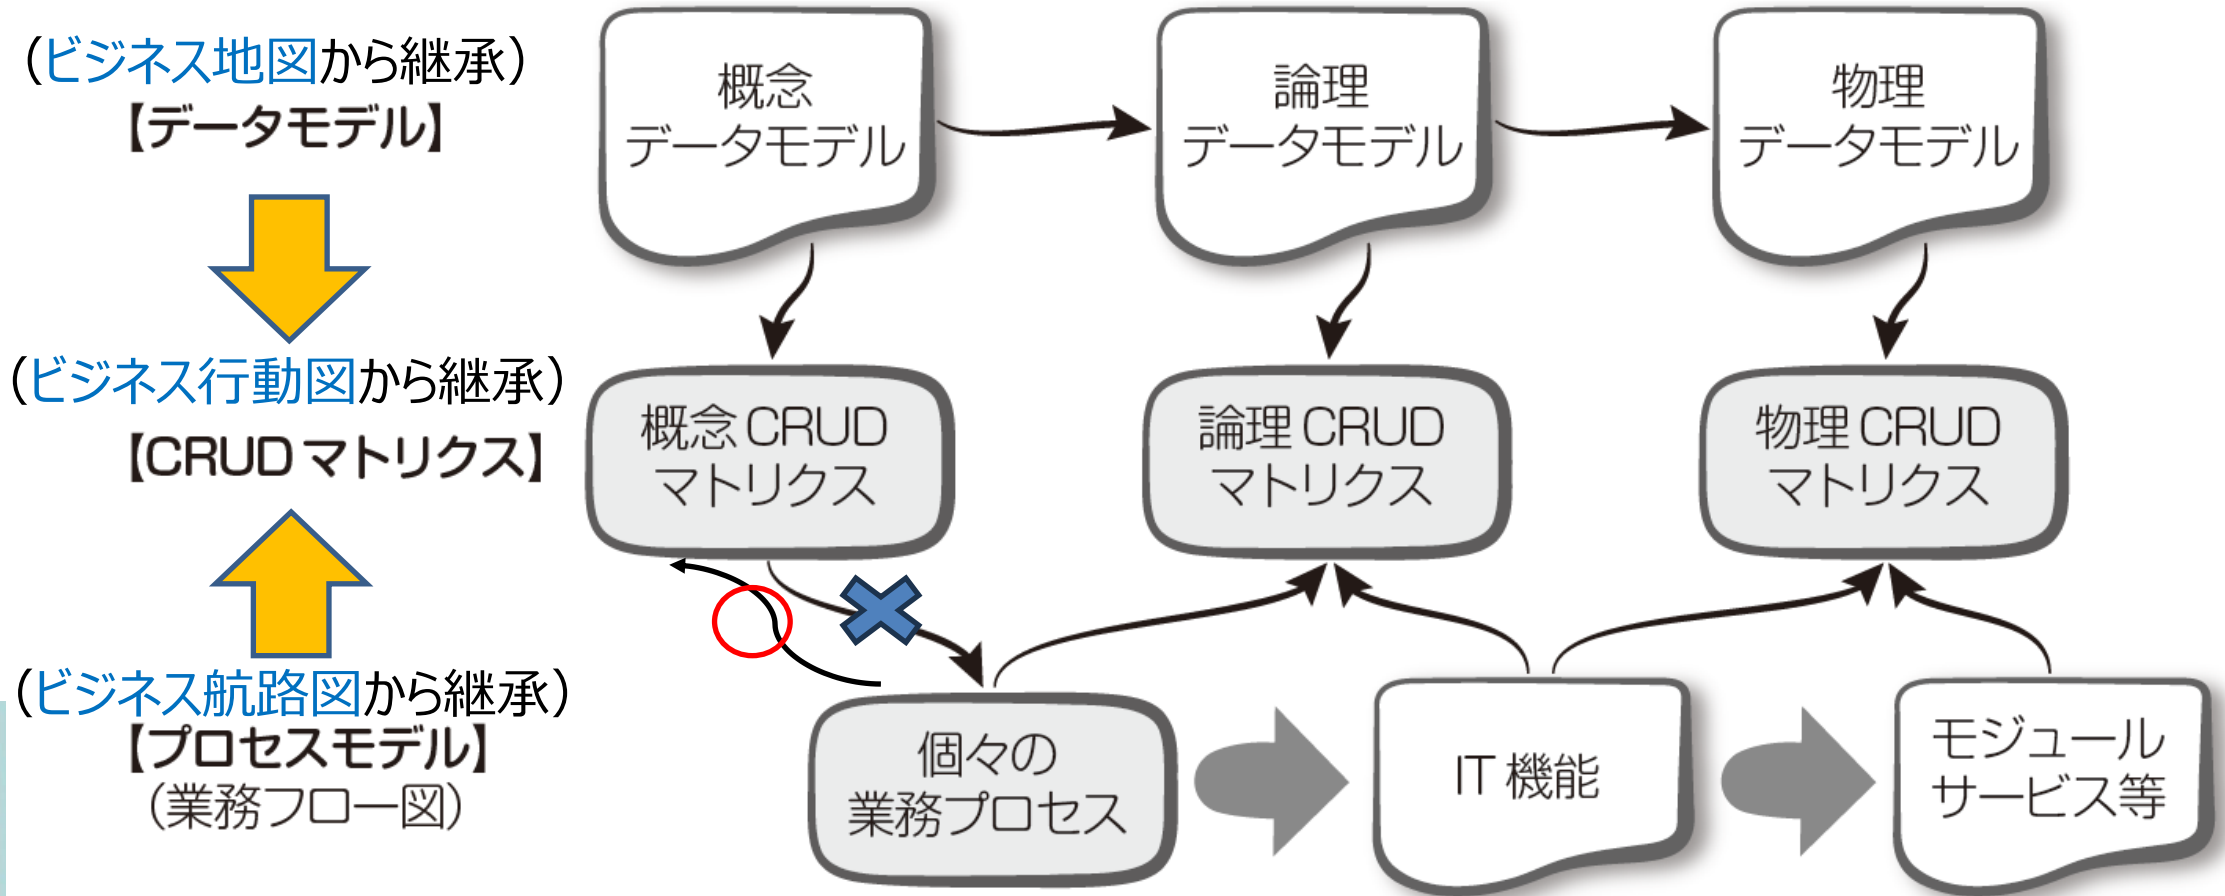 （ビジネス地図から継承）
【データモデル】
概念
データモデル
論理
データモデル
物理
データモデル
（ビジネス行動図から継承）
【CRUDマトリクス】
概念CRUD
マトリクス
論理CRUD
マトリクス
物理CRUD
マトリクス
（ビジネス航路図から継承）
【プロセスモデル】
（業務フロー図）
個々の
業務プロセス
IT機能
モジュール
サービス等